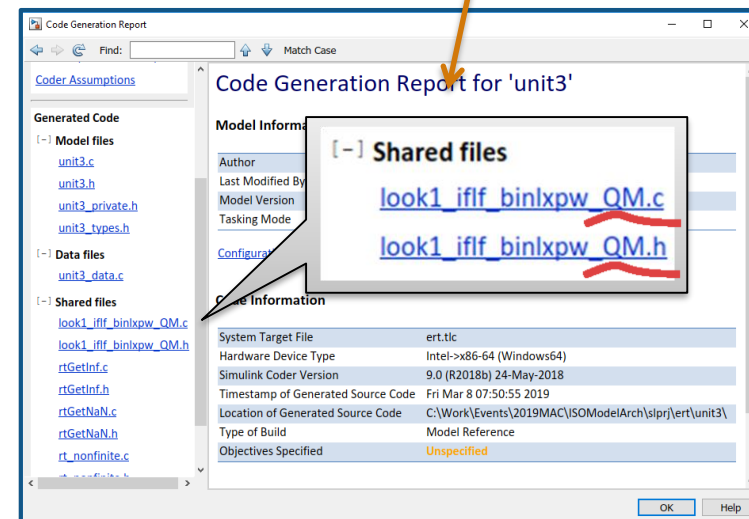 Code Generation Report
Find:
Match Case
Coder Assumptions
Generated Code
[-] Model files
unit3.c
unit3.h
unit3_private.h
unit3_types.h
[-] Data files
unit3_data.c
[-] Shared files
look1_iflf_binlxpw_QM.c
look1_iflf_binlxpw_QM.h
rtGetInf.c
rtGetInf.h
rtGetNaN.c
rtGetNaN.h
rt_nonfinite.c
Code Generation Report for 'unit3'
Model Informa
Author
Last Modified By
Model Version
Tasking Mode
Configurat
[-] Shared files
look1_iflf_binlxpw_QM.c
look1_iflf_binlxpw_QM.h
Code Information
System Target File ert.tlc
Hardware Device Type Intel->x86-64 (Windows64)
Simulink Coder Version 9.0 (R2018b) 24-May-2018
Timestamp of Generated Source Code Fri Mar 8 07:50:55 2019
Location of Generated Source Code C:\Work\Events\2019MAC\ISOModelArch\slprj\ert\unit3\
Type of Build Model Reference
Objectives Specified Unspecified
OK
Help